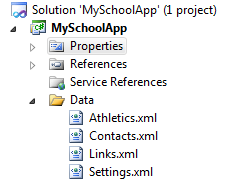 Solution 'MySchoolApp' (1 project)
MySchoolApp
Properties
References
Service References
Data
Athletics.xml
Contacts.xml
Links.xml
Settings.xml